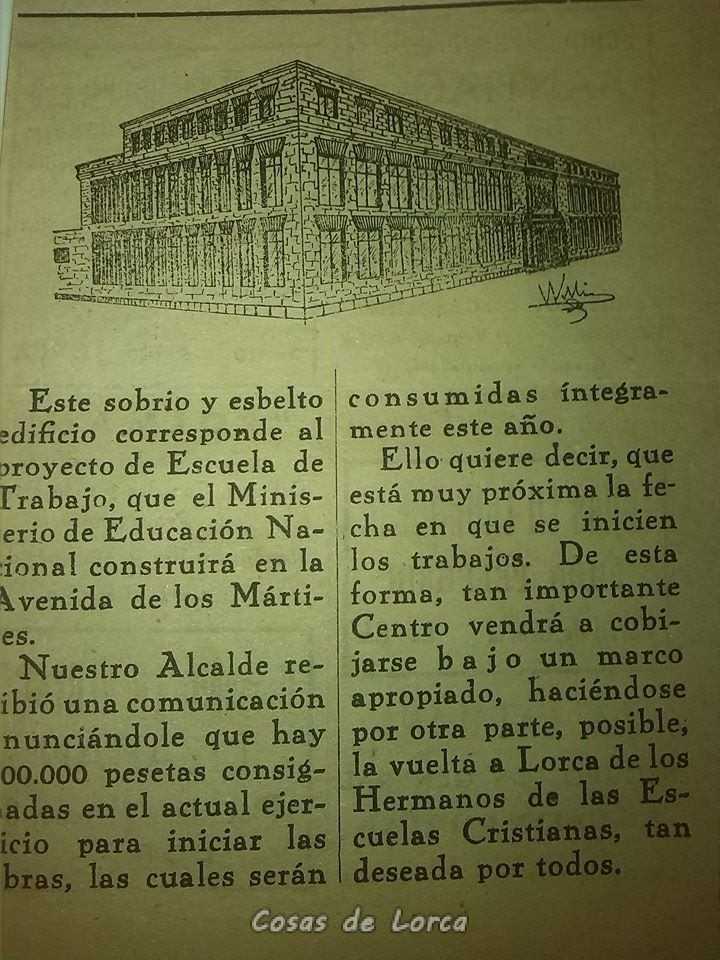 Este sobrio y esbelto
edificio corresponde al
proyecto de Escuela de
Trabajo, que el Minis-
erio de Educación Na-
cional construirá en la
Avenida de los Márti-
es.
Nuestro Alcalde re-
ibió una comunicación
nunciándole que hay
00.000 pesetas consig-
adas en el actual ejer-
icio para iniciar las
bras, las cuales serán
consumidas íntegra-
mente este año.
Ello quiere decir, que
está muy próxima la fe-
cha en que se inicien
los trabajos. De esta
forma, tan importante
Centro vendrá a cobi-
jarse bajo un marco
apropiado, haciéndose
por otra parte, posible,
la vuelta a Lorca de los
Hermanos de las Es-
cuelas Cristianas, tan
deseada por todos.
Cosas de Lorca